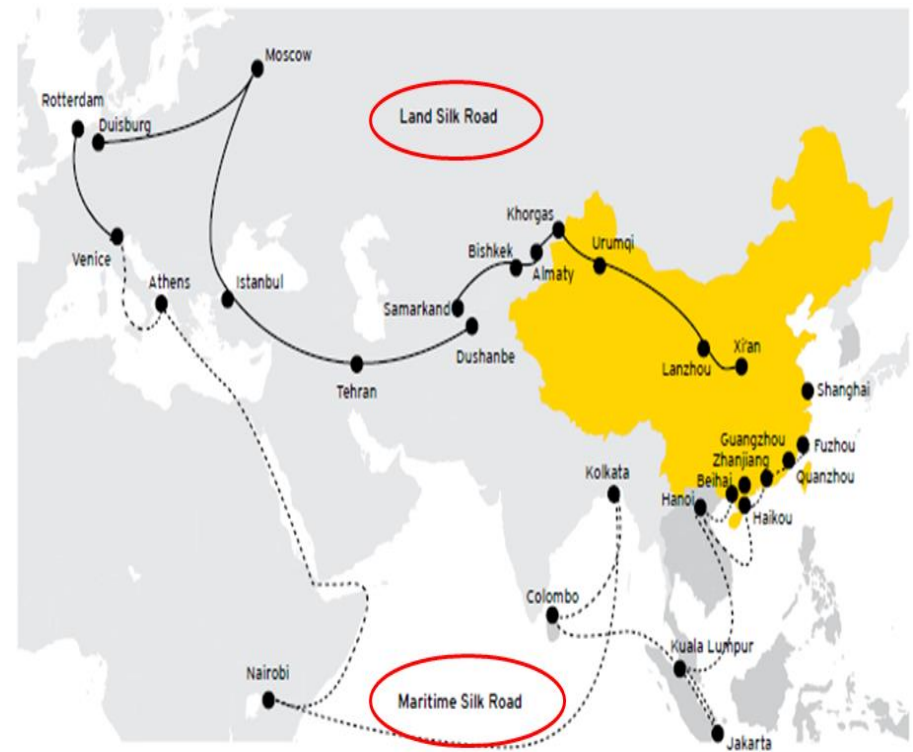 Moscow
Rotterdam
Duisburg
Land Silk Road
Khorgas
Venice
Bishkek
Urumqi
Almaty
Athens
Istanbul
Samarkand
Dushanbe
Tehran
Lanzhou
Xi'an
Shanghai
Guangzhou
Fuzhou
Zhanjiang
Quanzhou
Kolkata
Beihai
Hanoi
Haikou
Colombo
Kuala Lumpur
Nairobi
Maritime Silk Road
Jakarta